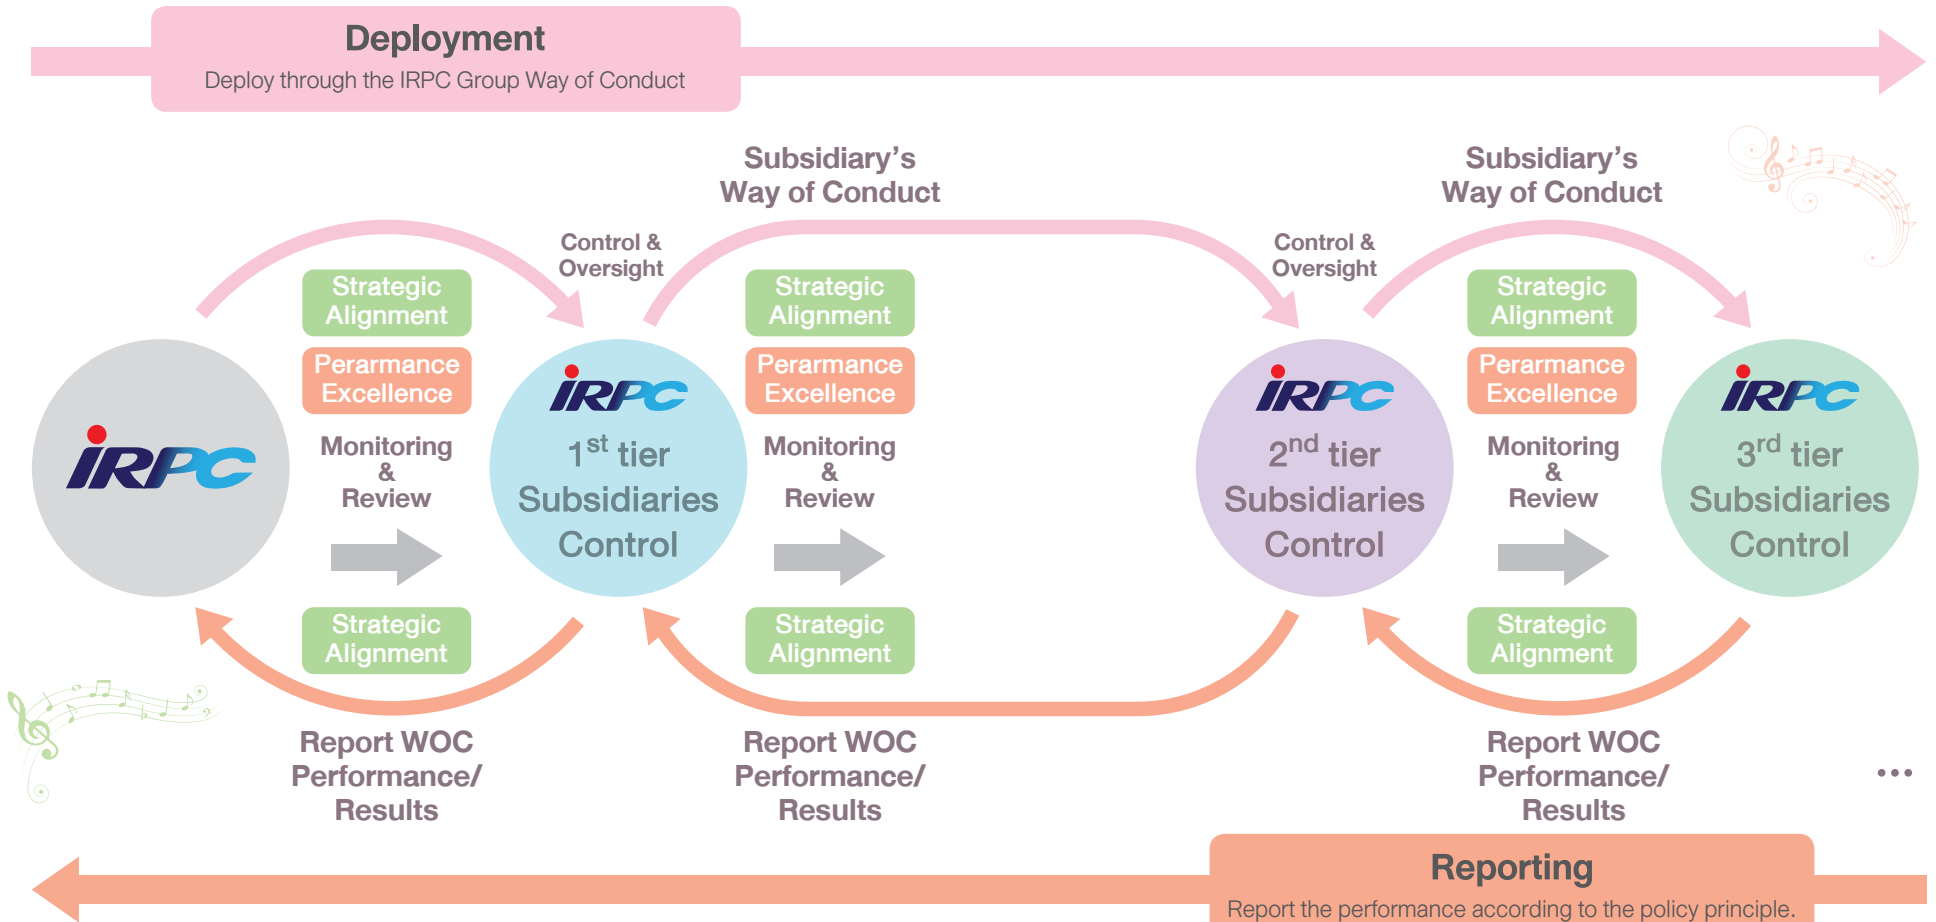 Deployment
Deploy through the IRPC Group Way of Conduct
Subsidiary's
Way of Conduct
Subsidiary's
Way of Conduct
Control &
Oversight
Control &
Oversight
Strategic
Alignment
Strategic
Alignment
Strategic
Alignment
Perarmance
Excellence
Perarmance
Excellence
Perarmance
Excellence
IRPC
Monitoring
&
Review
IRPC
1st tier
Subsidiaries
Control
Monitoring
&
Review
IRPC
2nd tier
Subsidiaries
Control
Monitoring
&
Review
IRPC
3rd tier
Subsidiaries
Control
Strategic
Alignment
Strategic
Alignment
Strategic
Alignment
Report WOC
Performance/
Results
Report WOC
Performance/
Results
Report WOC
Performance/
Results
...
Reporting
Report the performance according to the policy principle.